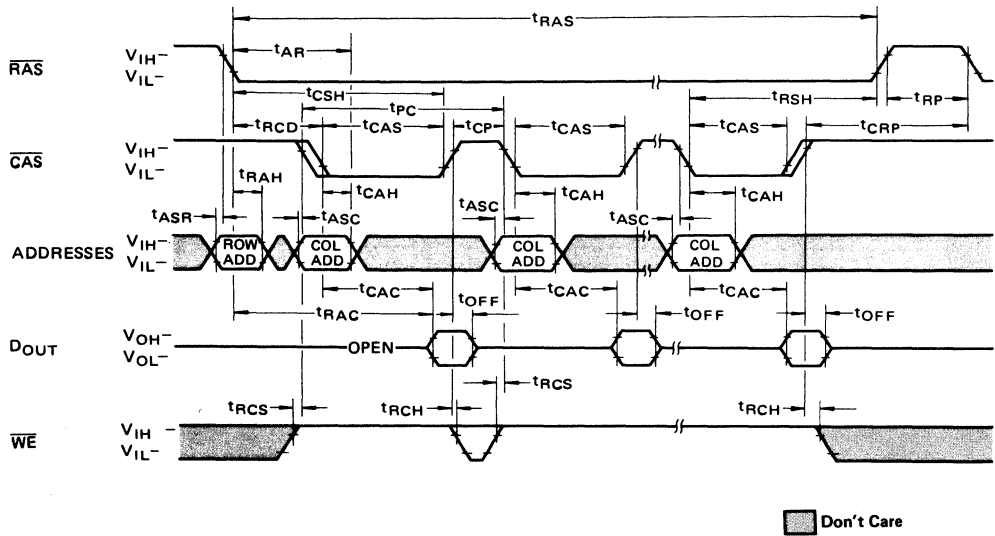 tRAS
tAR
RAS
VIH-
VIL-
tCSH
tPC
tRSH
tRP
tRCD
tCAS
tCP
tCAS
tCAS
tCRP
CAS
VIH-
VIL-
tRAH
tCAH
tCAH
tCAH
tASR
tASC
tASC
tASC
ADDRESSES
VIH-
VIL-
ROW ADD
COL ADD
COL ADD
COL ADD
tCAC
tCAC
tCAC
tRAC
tOFF
tOFF
tOFF
DOUT
VOH-
VOL-
OPEN
tRCS
tRCS
tRCH
tRCH
WE
VIH -
VIL-
Don't Care